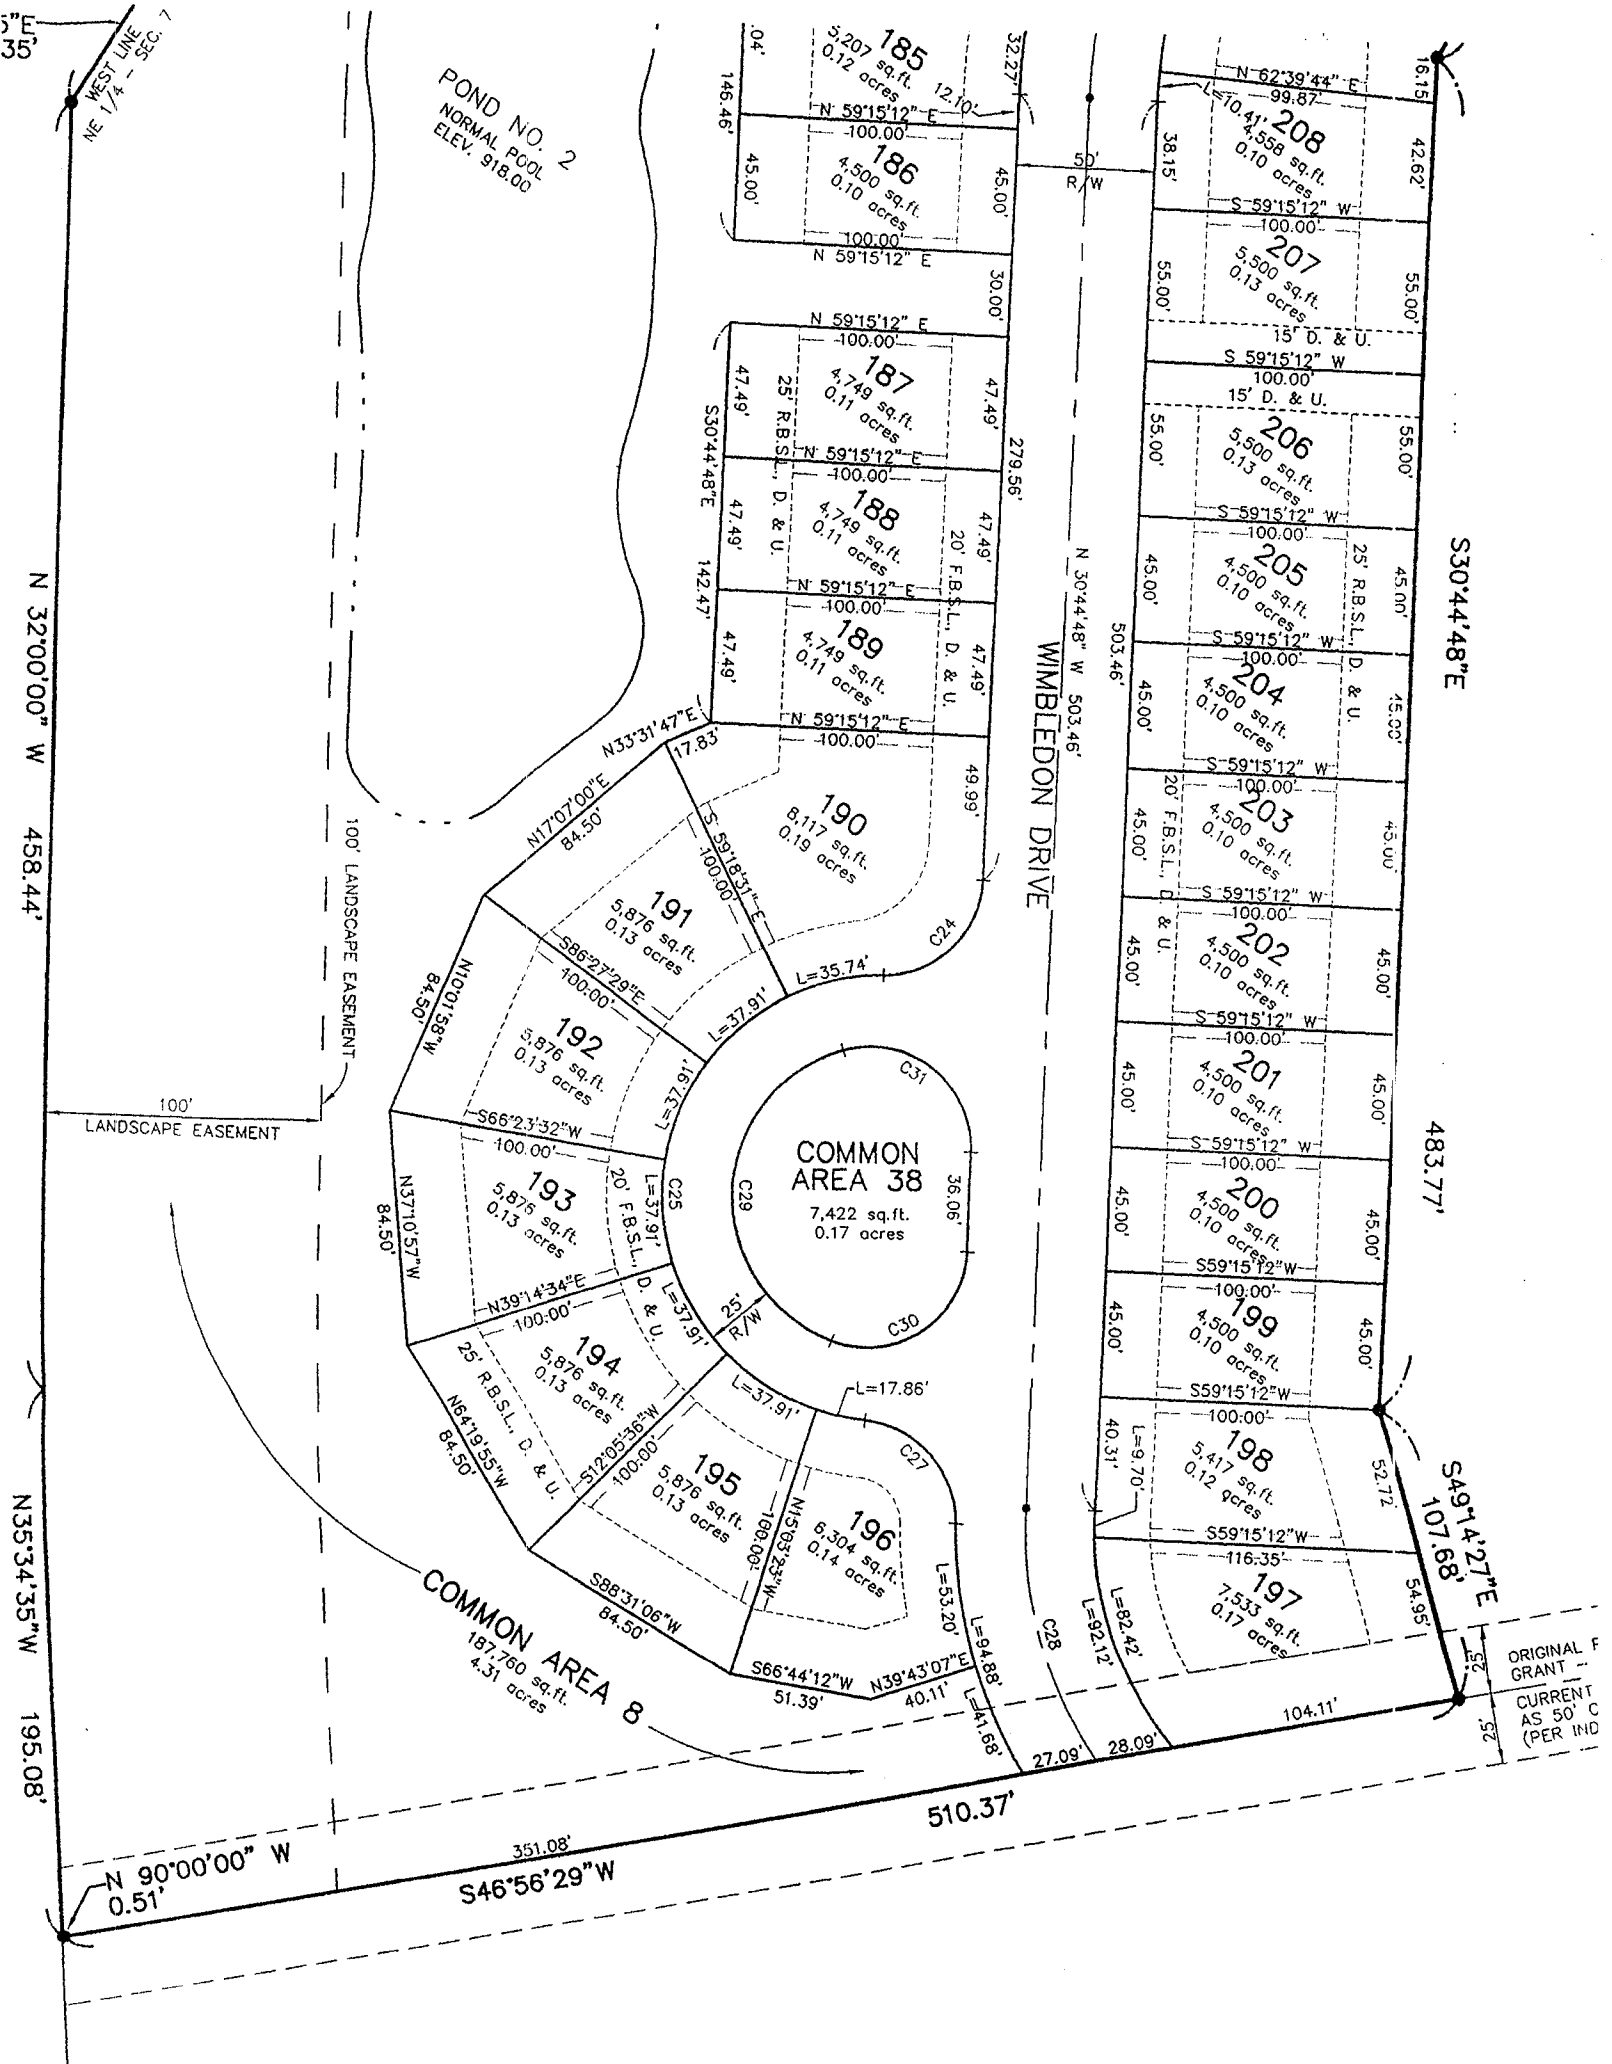 5"E
35'
WEST LINE
NE 1/4 - SEC. 7
POND NO. 2
NORMAL POOL
ELEV. 918.00
.04'
146.46'
185
5,207 sq.ft.
0.12 acres
12.10'
32.27'
N 59°15'12" E
100.00'
186
4,500 sq.ft.
0.10 acres
45.00'
45.00'
100.00'
N 59°15'12" E
30.00'
50'
R/W
N 62°39'44" E
99.87'
L=10.41'
16.15'
208
4,558 sq.ft.
0.10 acres
38.15'
42.62'
S 59°15'12" W
100.00'
207
5,500 sq.ft.
0.13 acres
55.00'
55.00'
15' D. & U.
S 59°15'12" W
100.00'
15' D. & U.
206
5,500 sq.ft.
0.13 acres
55.00'
55.00'
S 59°15'12" W
100.00'
205
4,500 sq.ft.
0.10 acres
45.00'
45.00'
25' R.B.S.L., D. & U.
S 59°15'12" W
100.00'
204
4,500 sq.ft.
0.10 acres
45.00'
45.00'
S 59°15'12" W
100.00'
203
4,500 sq.ft.
0.10 acres
45.00'
45.00'
20' F.B.S.L., D. & U.
S 59°15'12" W
100.00'
202
4,500 sq.ft.
0.10 acres
45.00'
45.00'
S 59°15'12" W
100.00'
201
4,500 sq.ft.
0.10 acres
45.00'
45.00'
S 59°15'12" W
100.00'
200
4,500 sq.ft.
0.10 acres
45.00'
45.00'
S59°15'12"W
100.00'
199
4,500 sq.ft.
0.10 acres
45.00'
45.00'
S59°15'12"W
100.00'
198
5,417 sq.ft.
0.12 acres
40.31'
L=9.70'
52.72'
S59°15'12"W
116.35'
197
7,533 sq.ft.
0.17 acres
54.95'
L=82.42'
L=92.12'
S30°44'48"E
483.77'
S49°14'27"E
107.68'
N 59°15'12" E
100.00'
187
4,749 sq.ft.
0.11 acres
47.49'
47.49'
279.56'
25' R.B.S.L., D. & U.
S30°44'48"E
142.47'
N 59°15'12" E
100.00'
188
4,749 sq.ft.
0.11 acres
47.49'
47.49'
20' F.B.S.L., D. & U.
N 59°15'12" E
100.00'
189
4,749 sq.ft.
0.11 acres
47.49'
47.49'
N 59°15'12" E
100.00'
190
8,117 sq.ft.
0.19 acres
49.99'
N 30°44'48" W 503.46'
503.46'
WIMBLEDON DRIVE
N33°31'47"E
17.83'
N17°07'00"E
84.50'
S 59°18'31" E
100.00'
191
5,876 sq.ft.
0.13 acres
C24
L=35.74'
L=37.91'
S86°27'29"E
100.00'
192
5,876 sq.ft.
0.13 acres
N10°01'58"W
84.50'
L=37.91'
S66°23'32"W
100.00'
193
5,876 sq.ft.
0.13 acres
N37°10'57"W
84.50'
L=37.91'
C25
20' F.B.S.L., D. & U.
N39°14'34"E
100.00'
194
5,876 sq.ft.
0.13 acres
L=37.91'
25' R.B.S.L., D. & U.
N64°19'55"W
84.50'
S12°05'36"W
100.00'
195
5,876 sq.ft.
0.13 acres
L=37.91'
S88°31'06"W
84.50'
N15°03'23"W
100.00'
196
6,304 sq.ft.
0.14 acres
L=17.86'
C27
L=53.20'
L=94.88'
L=41.68'
S66°44'12"W
51.39'
N39°43'07"E
40.11'
C31
COMMON
AREA 38
7,422 sq.ft.
0.17 acres
C29
36.06'
C30
25'
R/W
C28
N 32°00'00" W 458.44'
100' LANDSCAPE EASEMENT
100'
LANDSCAPE EASEMENT
COMMON AREA 8
187,760 sq.ft.
4.31 acres
N35°34'35"W 195.08'
N 90°00'00" W
0.51'
351.08'
S46°56'29"W
510.37'
27.09'
28.09'
104.11'
25'
25'
ORIGINAL
GRANT -
CURRENT
AS 50'
(PER IND